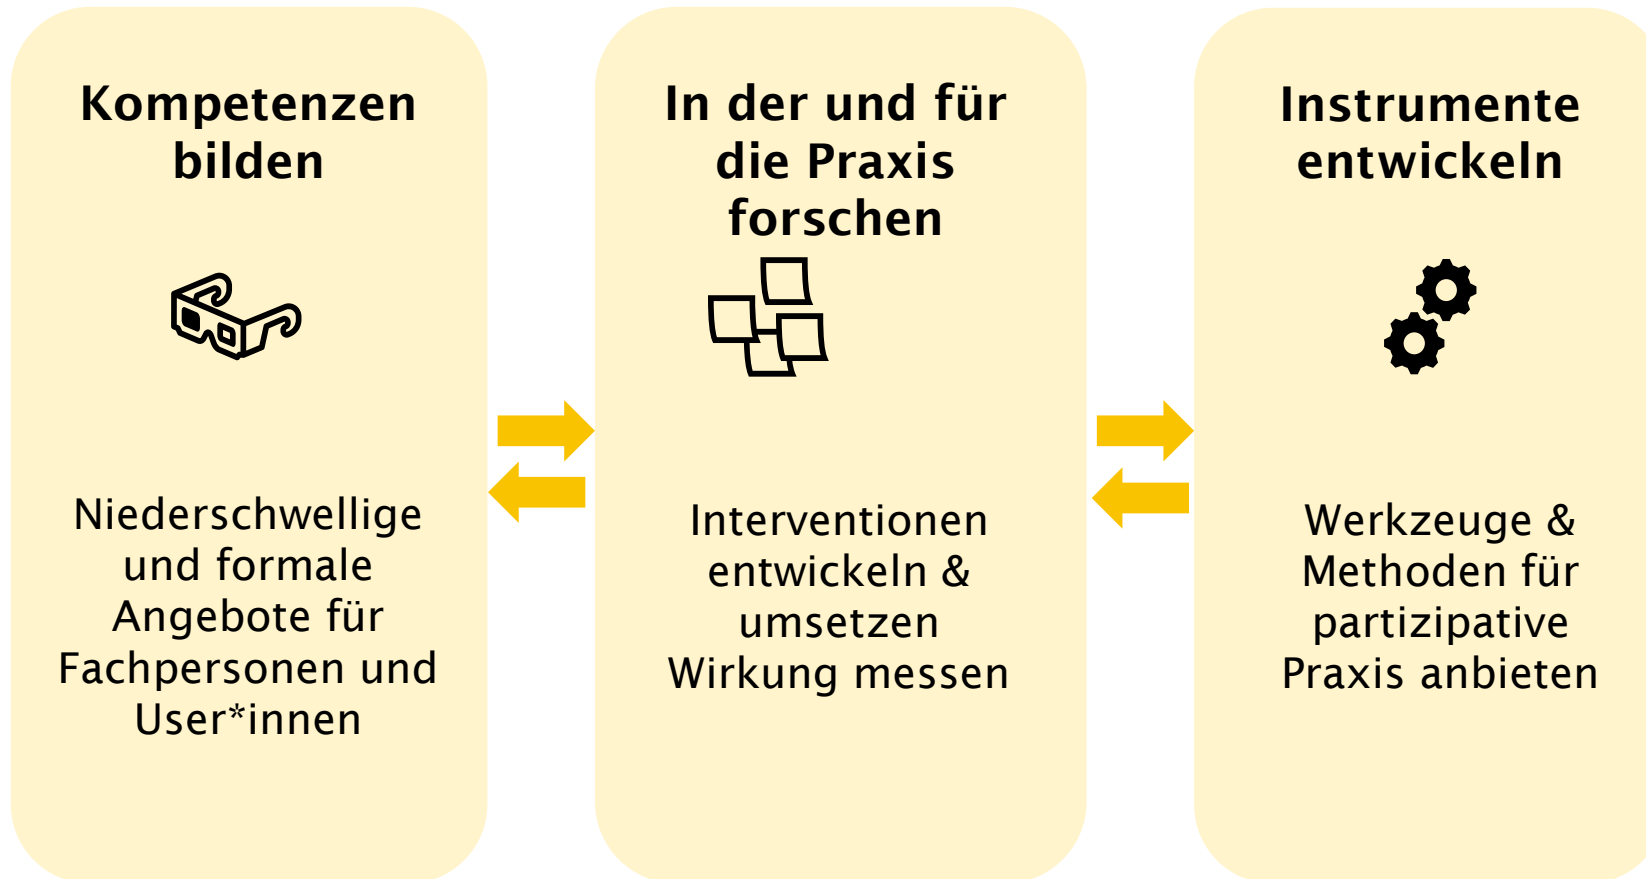 Kompetenzen
bilden
Niederschwellige
und formale
Angebote für
Fachpersonen und
User*innen
In der und für
die Praxis
forschen
Interventionen
entwickeln &
umsetzen
Wirkung messen
Instrumente
entwickeln
Werkzeuge &
Methoden für
partizipative
Praxis anbieten